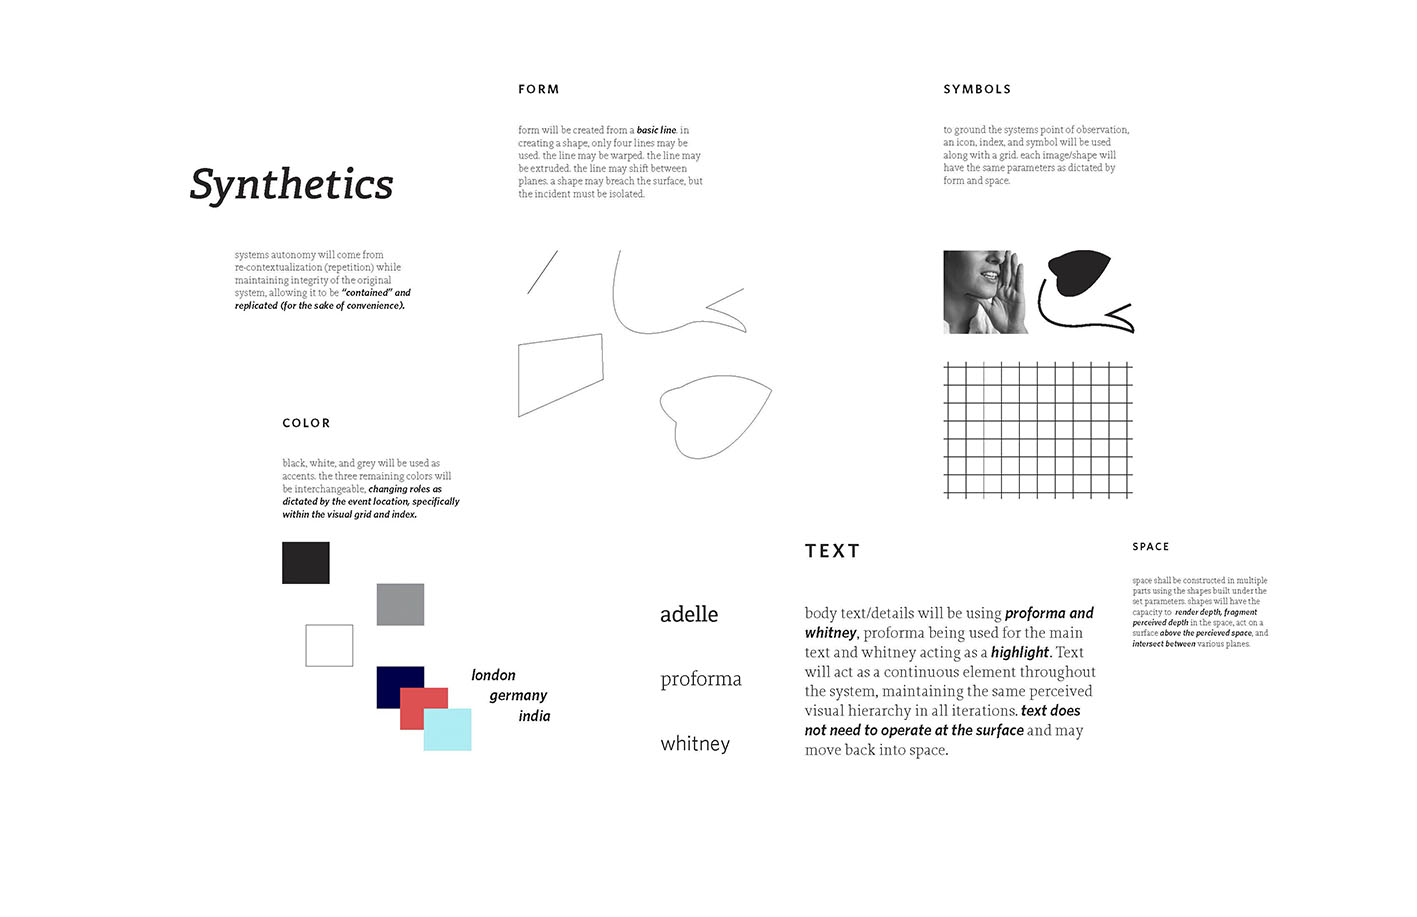 Synthetics
systems autonomy will come from
re-contextualization (repetition) while
maintaining integrity of the original
system, allowing it to be “contained” and
replicated (for the sake of convenience).
FORM
form will be created from a basic line. in
creating a shape, only four lines may be
used. the line may be warped. the line may
be extruded. the line may shift between
planes. a shape may breach the surface, but
the incident must be isolated.
SYMBOLS
to ground the systems point of observation,
an icon, index, and symbol will be used
along with a grid. each image/shape will
have the same parameters as dictated by
form and space.
COLOR
black, white, and grey will be used as
accents. the three remaining colors will
be interchangeable, changing roles as
dictated by the event location, specifically
within the visual grid and index.
london
germany
india
adelle
proforma
whitney
TEXT
body text/details will be using proforma and
whitney, proforma being used for the main
text and whitney acting as a highlight. Text
will act as a continuous element throughout
the system, maintaining the same perceived
visual hierarchy in all iterations. text does
not need to operate at the surface and may
move back into space.
SPACE
space shall be constructed in multiple
parts using the shapes built under the
set parameters. shapes will have the
capacity to render depth, fragment
perceived depth in the space, act on a
surface above the percieved space, and
intersect between various planes.